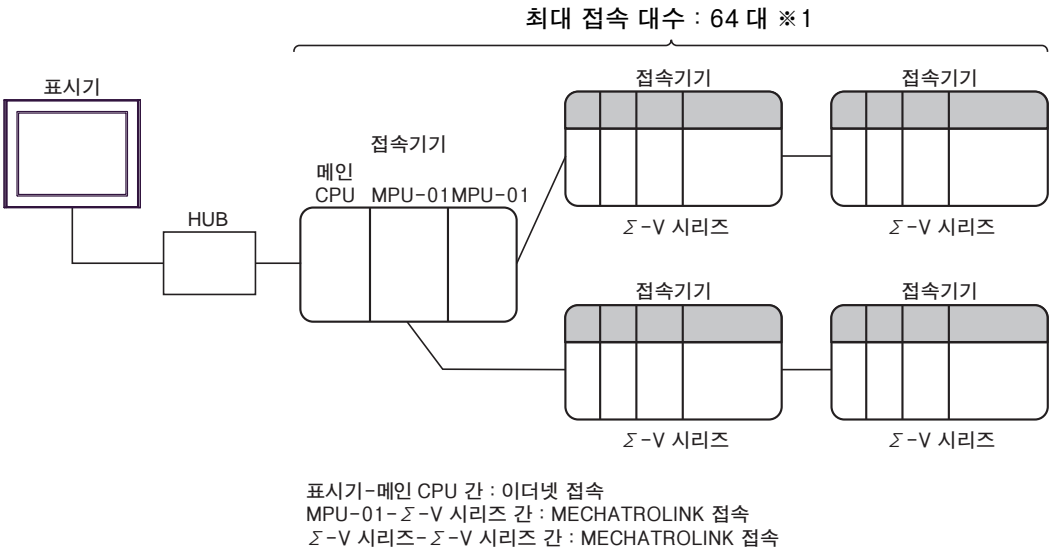 최대 접속 대수 : 64 대 ※1
표시기
접속기기
접속기기
접속기기
메인
CPU MPU-01 MPU-01
HUB
Σ-V 시리즈
Σ-V 시리즈
접속기기
접속기기
Σ-V 시리즈
Σ-V 시리즈
표시기-메인 CPU 간 : 이더넷 접속
MPU-01-Σ-V 시리즈 간 : MECHATROLINK 접속
Σ-V 시리즈-Σ-V 시리즈 간 : MECHATROLINK 접속